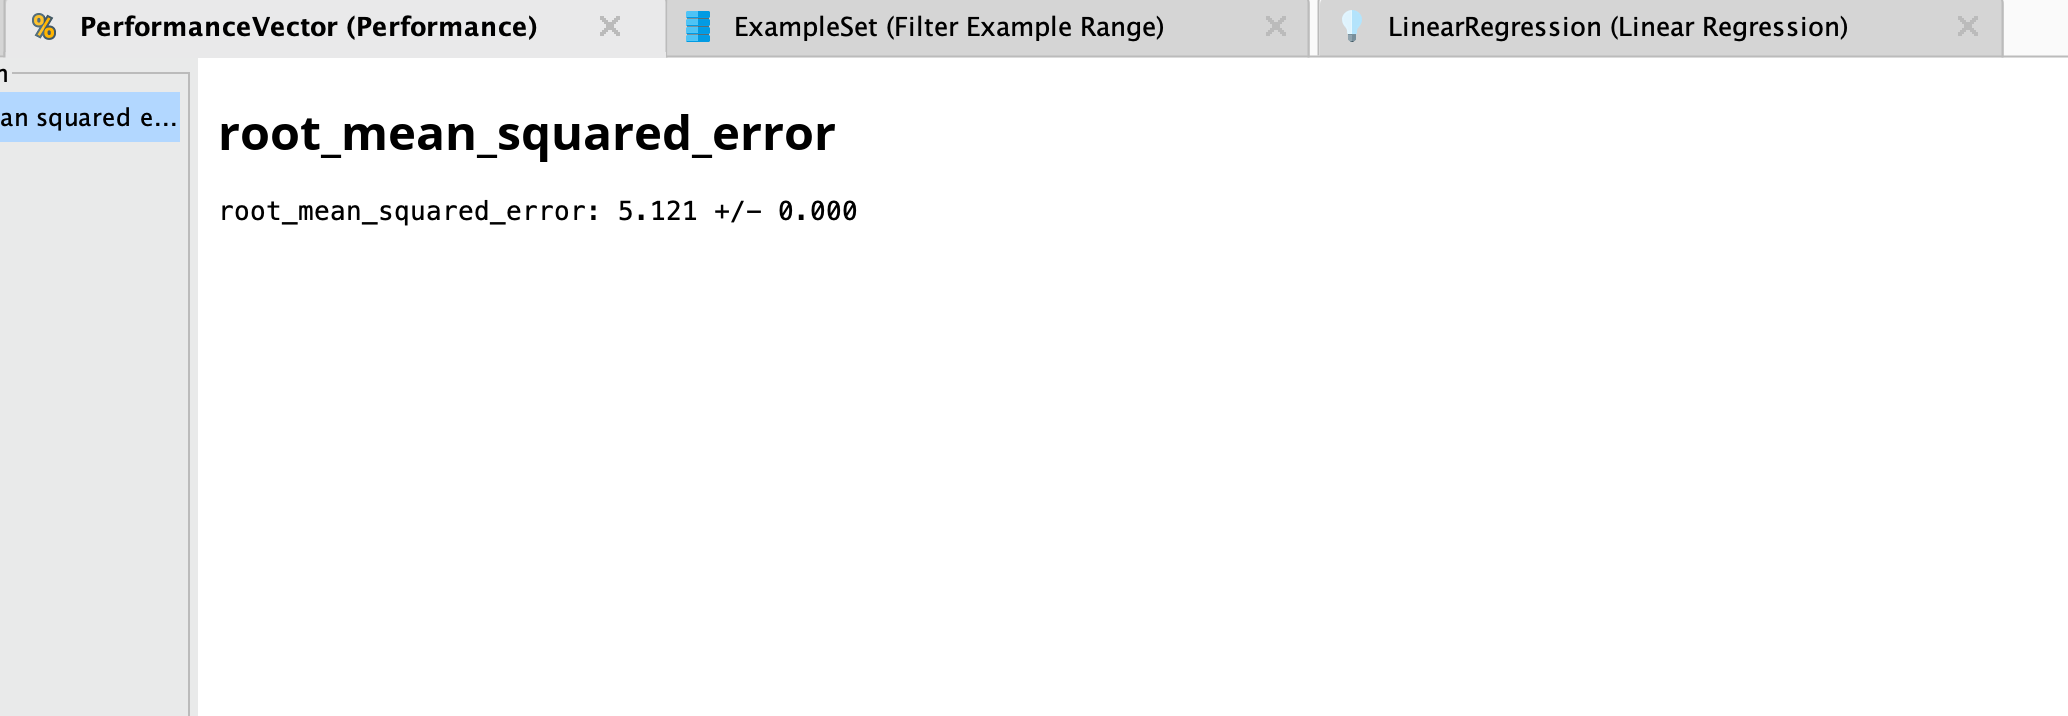 PerformanceVector (Performance)
ExampleSet (Filter Example Range)
LinearRegression (Linear Regression)
n
an squared e...
root_mean_squared_error
root_mean_squared_error: 5.121 +/- 0.000